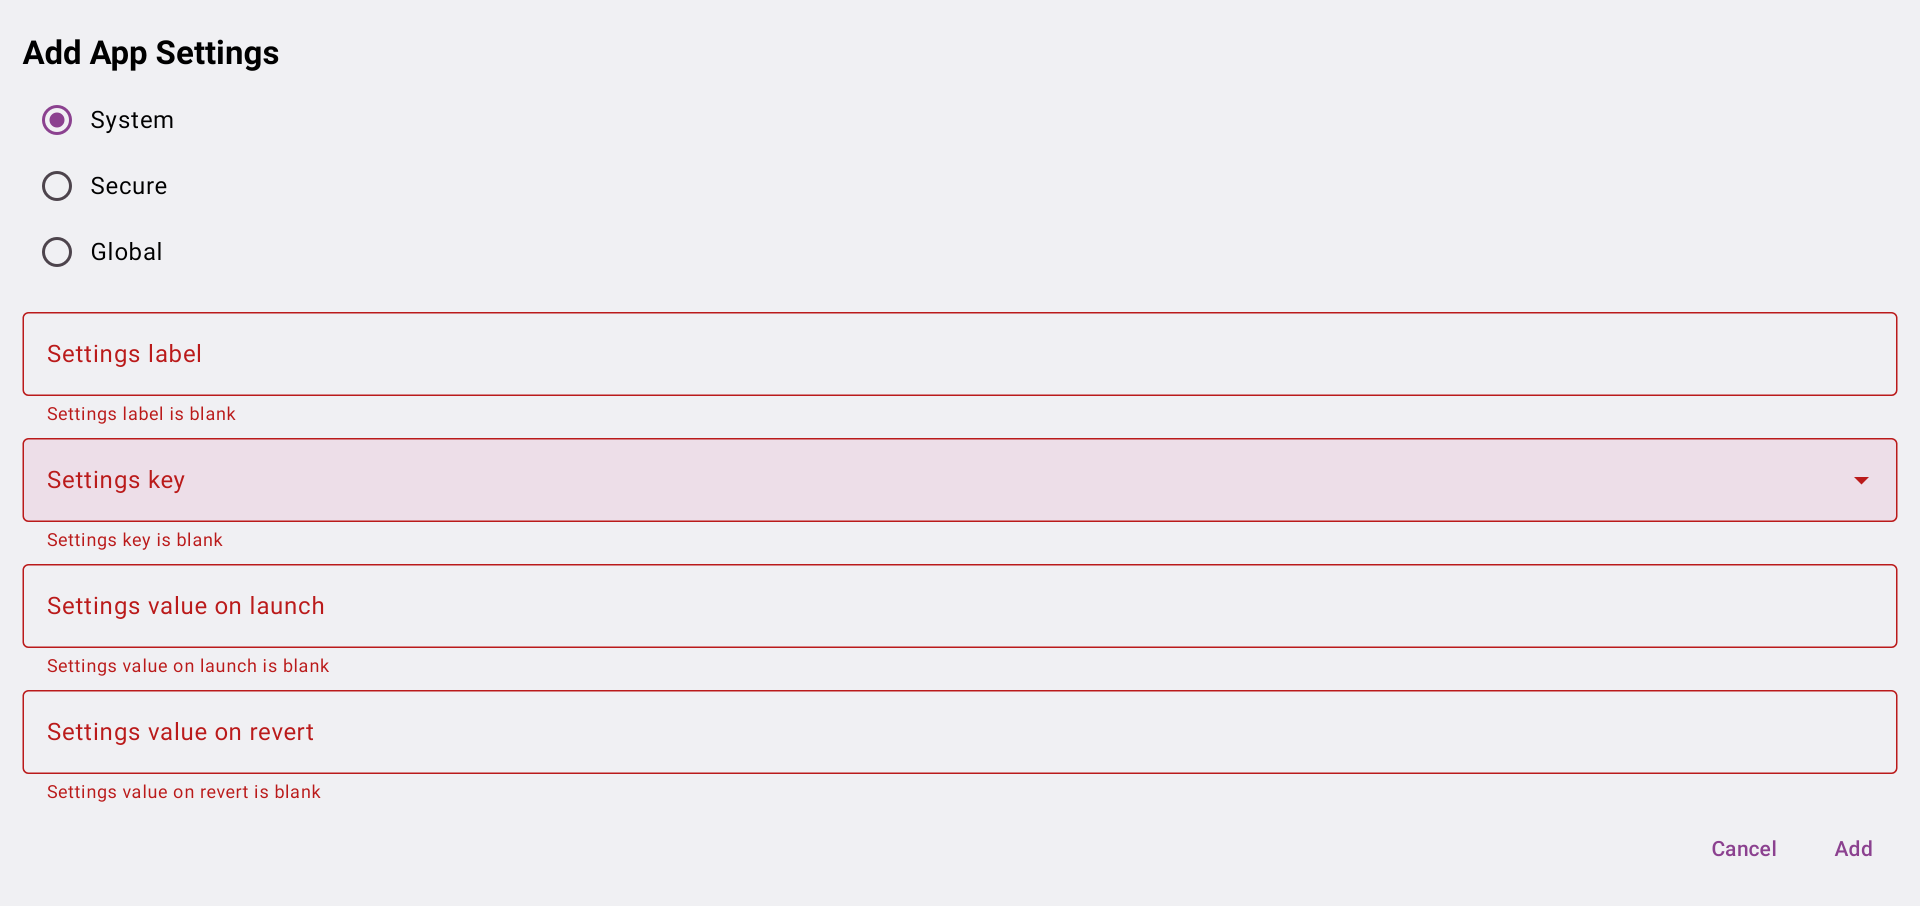 Add App Settings
System
Secure
Global
Settings label
Settings label is blank
Settings key
Settings key is blank
Settings value on launch
Settings value on launch is blank
Settings value on revert
Settings value on revert is blank
Cancel Add